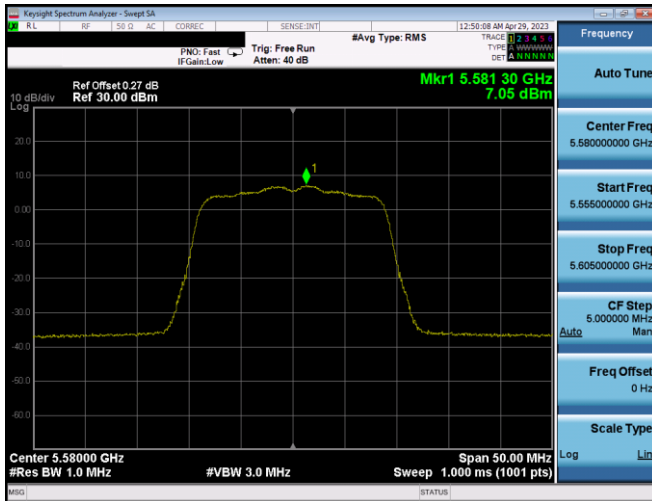 Keysight Spectrum Analyzer - Swept SA
RL RF 50 Ω AC CORREC SENSE:INT 12:50:08 AM Apr 29, 2023
#Avg Type: RMS
TRACE 1 2 3 4 5 6
TYPE A WWWWW
DET A N N N N N
PNO: Fast
IFGain:Low
Trig: Free Run
Atten: 40 dB
Mkr1 5.581 30 GHz
7.05 dBm
Ref Offset 0.27 dB
10 dB/div Ref 30.00 dBm
Log
20.0
10.0
0.00
-10.0
-20.0
-30.0
-40.0
-50.0
-60.0
1
Center 5.58000 GHz Span 50.00 MHz
#Res BW 1.0 MHz #VBW 3.0 MHz Sweep 1.000 ms (1001 pts)
MSG STATUS
Frequency
Auto Tune
Center Freq
5.580000000 GHz
Start Freq
5.555000000 GHz
Stop Freq
5.605000000 GHz
CF Step
5.000000 MHz
Auto Man
Freq Offset
0 Hz
Scale Type
Log Lin